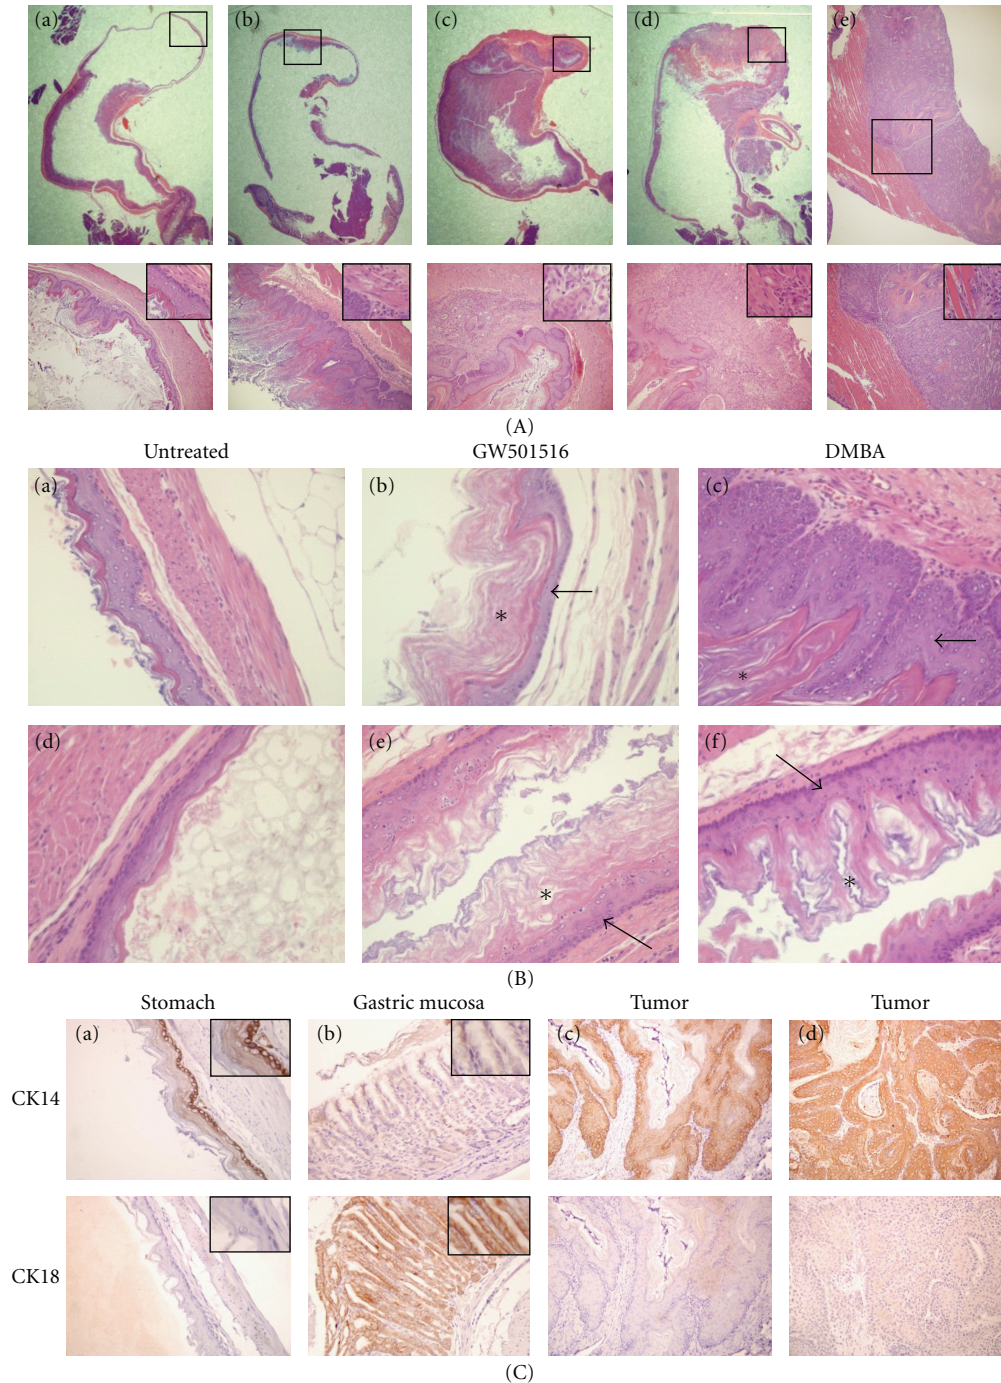 (a) (b) (c) (d) (e)
(A)
Untreated GW501516 DMBA
(a) (b) (c)
* *
(d) (e) (f)
* *
(B)
Stomach Gastric mucosa Tumor Tumor
(a) (b) (c) (d)
CK14
CK18
(C)